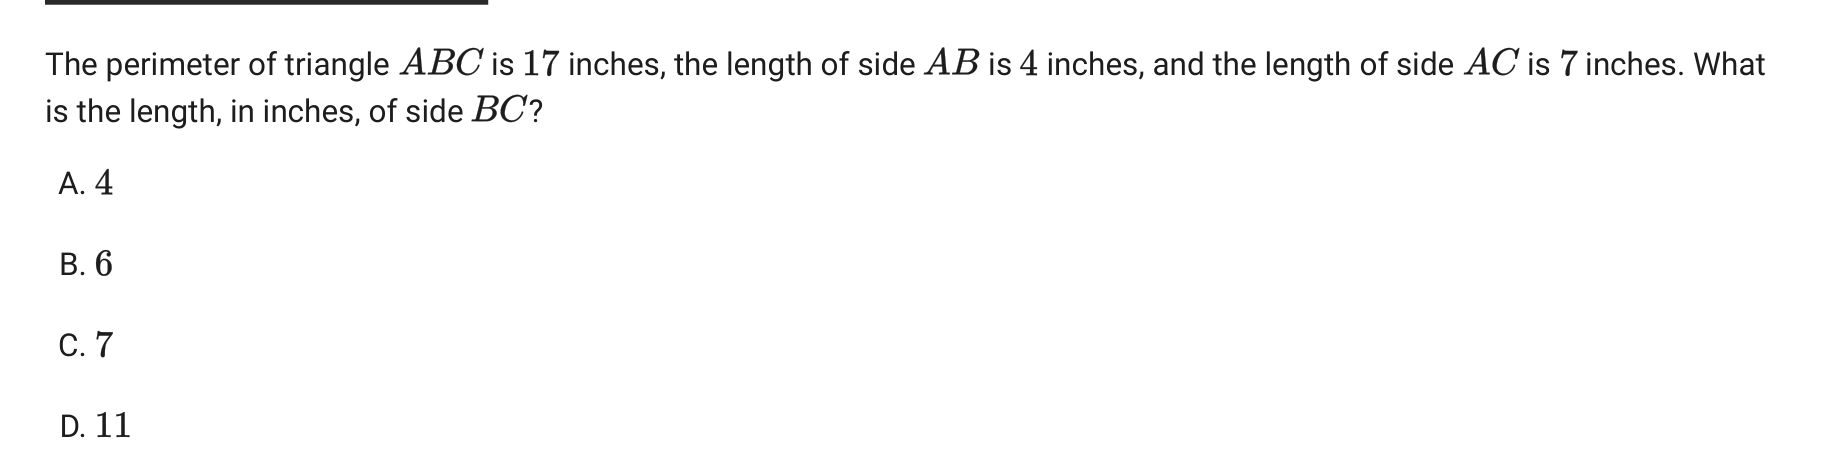 The perimeter of triangle ABC is 17 inches, the length of side AB is 4 inches, and the length of side AC is 7 inches. What
is the length, in inches, of side BC?
A. 4
B. 6
C. 7
D. 11